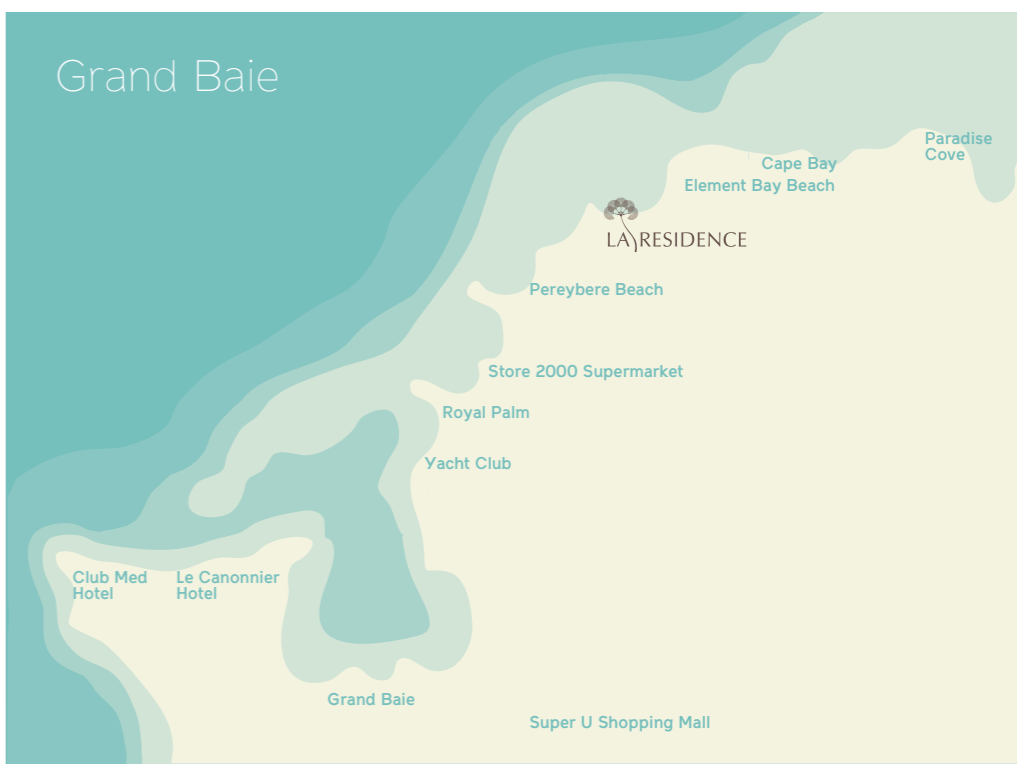 Grand Baie
Paradise
Cove
Cape Bay
Element Bay Beach
LA RESIDENCE
Pereybere Beach
Store 2000 Supermarket
Royal Palm
Yacht Club
Club Med
Hotel
Le Canonnier
Hotel
Grand Baie
Super U Shopping Mall